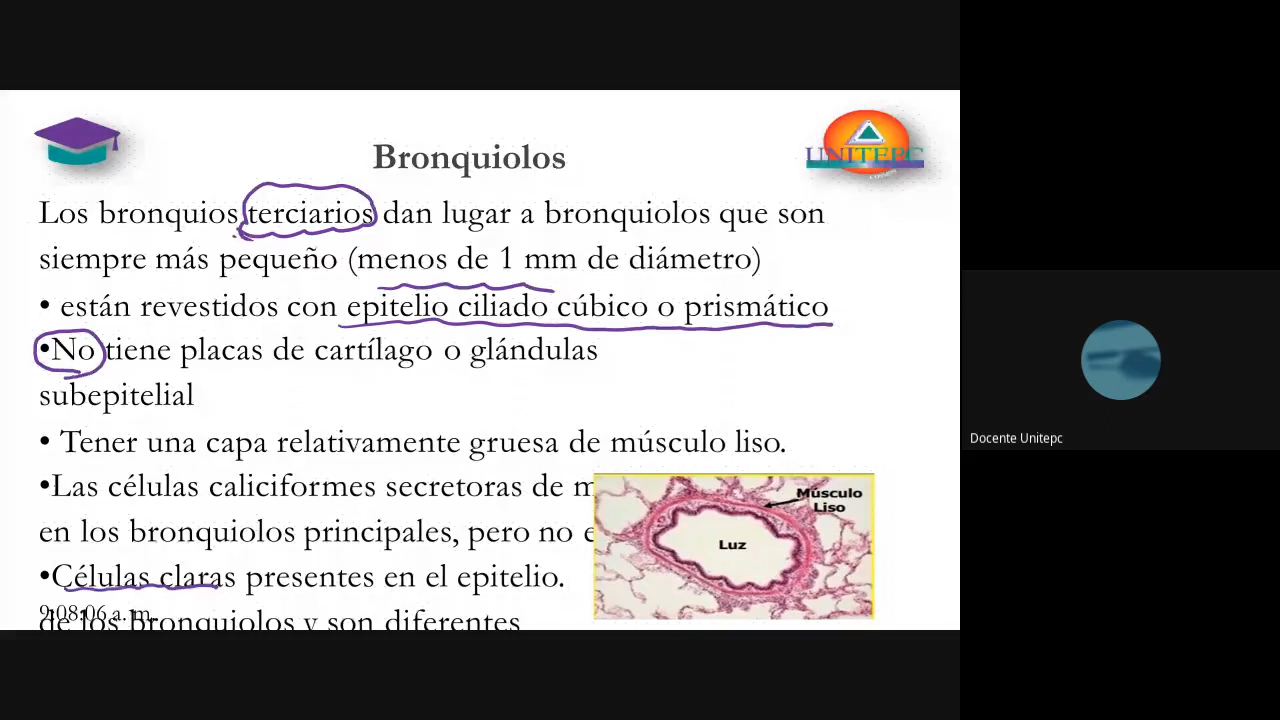 UNITEPC
Bronquiolos
Los bronquios terciarios dan lugar a bronquiolos que son
siempre más pequeño (menos de 1 mm de diámetro)
• están revestidos con epitelio ciliado cúbico o prismático
•No tiene placas de cartílago o glándulas
subepitelial
• Tener una capa relativamente gruesa de músculo liso.
•Las células caliciformes secretoras de m
en los bronquiolos principales, pero no e
•Células claras presentes en el epitelio.
9:08:06 a. m.
de los bronquiolos y son diferentes
Músculo
Liso
Luz
Docente Unitepc